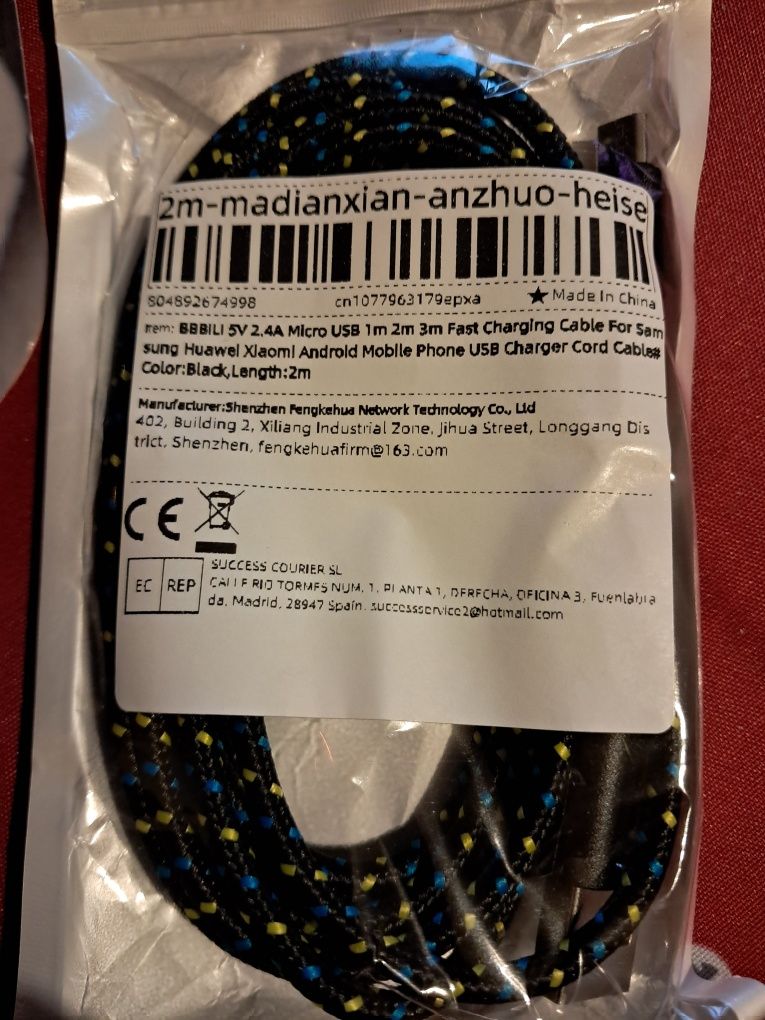 2m-madianxian-anzhuo-heise
S04892674998 cn1077963179epxa ★ Made In China
Item: BBBILI 5V 2.4A Micro USB 1m 2m 3m Fast Charging Cable For Sam
sung Huawei Xiaomi Android Mobile Phone USB Charger Cord Cable#
Color:Black,Length:2m
Manufacturer:Shenzhen Fengkehua Network Technology Co., Ltd
402, Building 2, Xiliang Industrial Zone, Jihua Street, Longgang Dis
trict, Shenzhen, fengkehuafirm@163.com
CE
EC REP
SUCCESS COURIER SL
CALLE RIO TORMES NUM. 1, PLANTA 1, DERECHA, OFICINA 3, Fuenlabra
da, Madrid, 28947 Spain. successservice2@hotmail.com